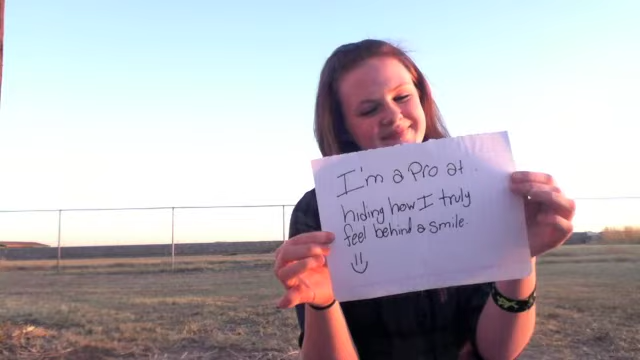 I'm a Pro at.
hiding how I truly
feel behind a smile.